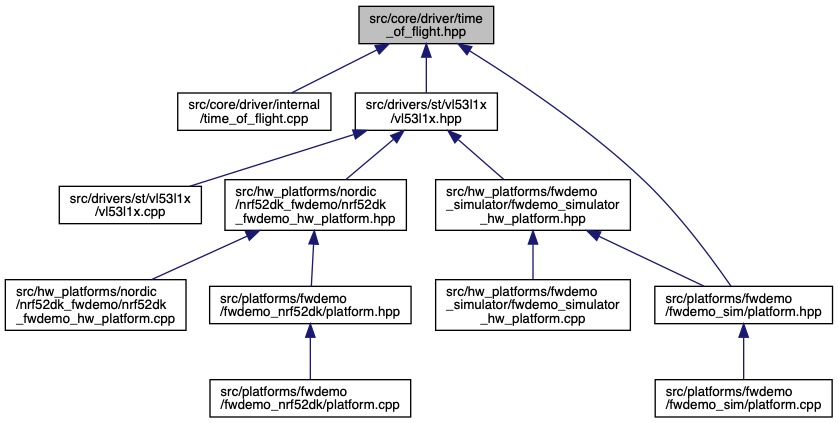 src/core/driver/time
_of_flight.hpp
src/core/driver/internal
/time_of_flight.cpp
src/drivers/st/vl53l1x
/vl53l1x.hpp
src/drivers/st/vl53l1x
/vl53l1x.cpp
src/hw_platforms/nordic
/nrf52dk_fwdemo/nrf52dk
_fwdemo_hw_platform.hpp
src/hw_platforms/fwdemo
_simulator/fwdemo_simulator
_hw_platform.hpp
src/hw_platforms/nordic
/nrf52dk_fwdemo/nrf52dk
_fwdemo_hw_platform.cpp
src/platforms/fwdemo
/fwdemo_nrf52dk/platform.hpp
src/hw_platforms/fwdemo
_simulator/fwdemo_simulator
_hw_platform.cpp
src/platforms/fwdemo
/fwdemo_sim/platform.hpp
src/platforms/fwdemo
/fwdemo_nrf52dk/platform.cpp
src/platforms/fwdemo
/fwdemo_sim/platform.cpp